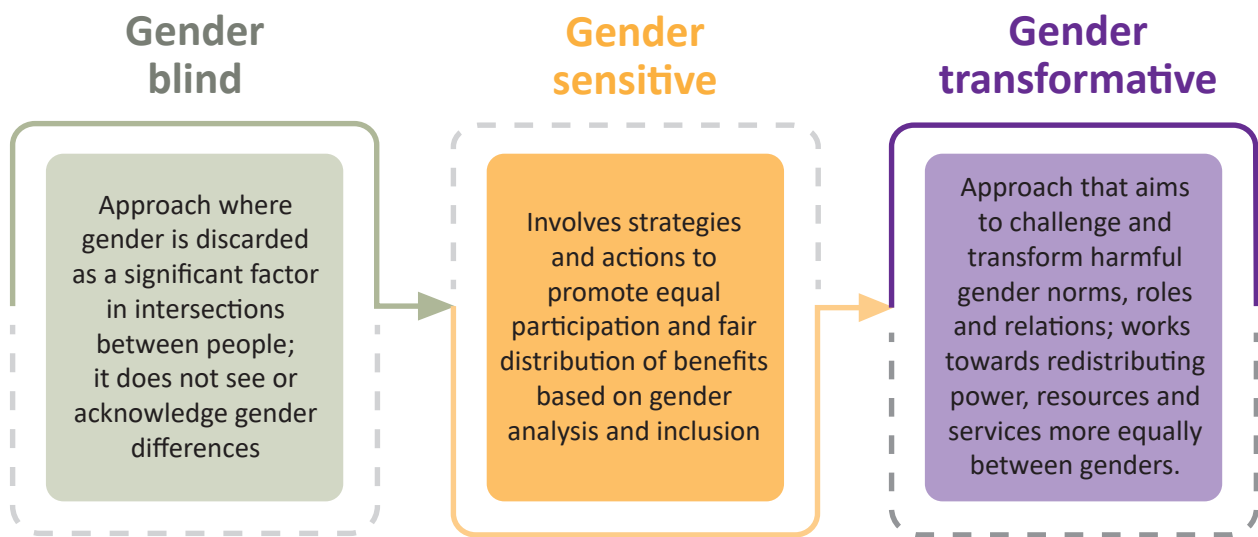 Gender
blind
Approach where
gender is discarded
as a significant factor
in intersections
between people;
it does not see or
acknowledge gender
differences
Gender
sensitive
Involves strategies
and actions to
promote equal
participation and fair
distribution of benefits
based on gender
analysis and inclusion
Gender
transformative
Approach that aims
to challenge and
transform harmful
gender norms, roles
and relations; works
towards redistributing
power, resources and
services more equally
between genders.